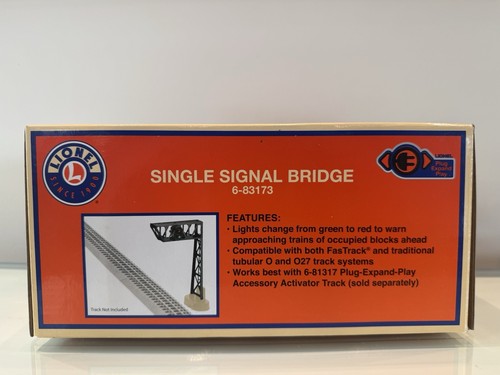 LIONEL
L
SINCE 1900
LIONEL
Plug
Expand
Play
SINGLE SIGNAL BRIDGE
6-83173
FEATURES:
• Lights change from green to red to warn
approaching trains of occupied blocks ahead
• Compatible with both FasTrack® and traditional
tubular O and O27 track systems
• Works best with 6-81317 Plug-Expand-Play
Accessory Activator Track (sold separately)
Track Not Included